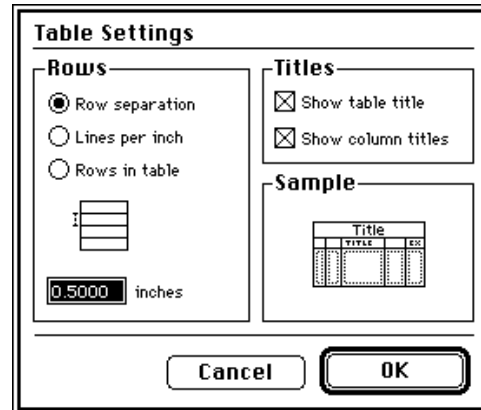 Table Settings
Rows
Row separation
Lines per inch
Rows in table
0.5000 inches
Titles
Show table title
Show column titles
Sample
Title
TITLE EX
Cancel OK